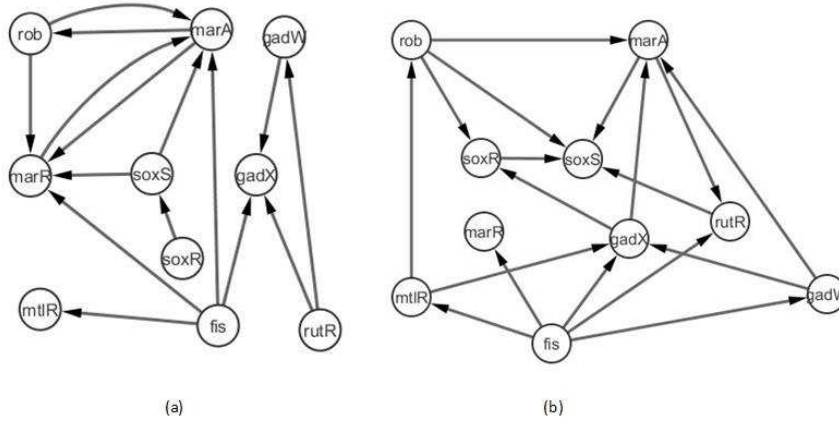 rob
marA
gadW
marR
soxS
gadX
soxR
mtlR
fis
rutR
(a)
rob
marA
soxR
soxS
marR
gadX
rutR
mtlR
gadW
fis
(b)